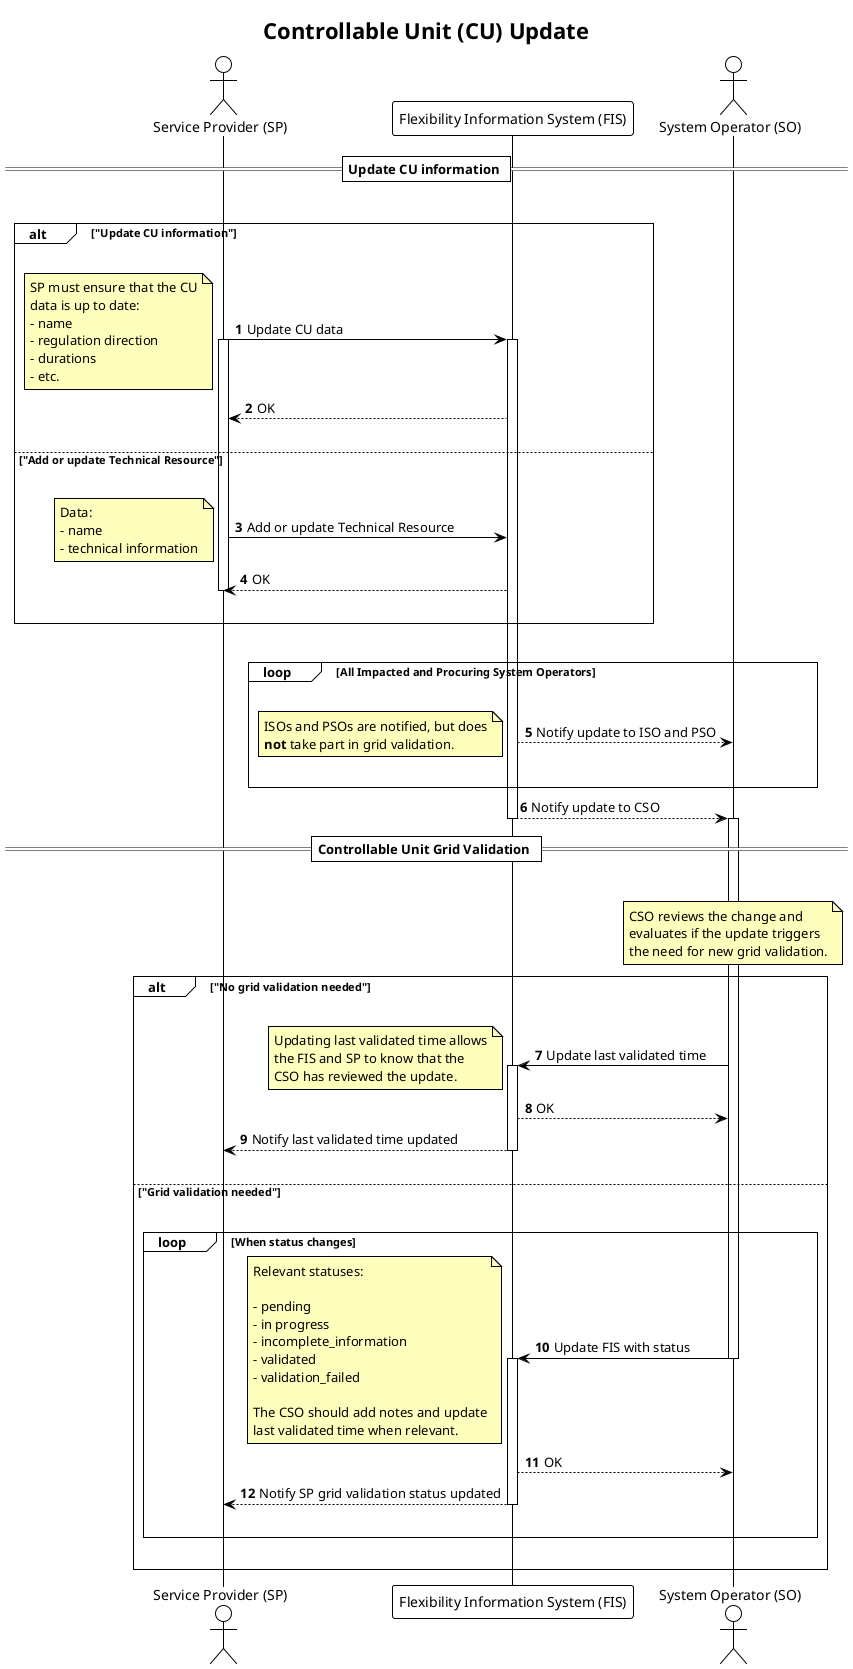 Controllable Unit (CU) Update
Service Provider (SP)
Flexibility Information System (FIS)
System Operator (SO)
Update CU information
alt ["Update CU information"]
SP must ensure that the CU
data is up to date:
- name
- regulation direction
- durations
- etc.
1 Update CU data
2 OK
["Add or update Technical Resource"]
Data:
- name
- technical information
3 Add or update Technical Resource
4 OK
loop [All Impacted and Procuring System Operators]
ISOs and PSOs are notified, but does
not take part in grid validation.
5 Notify update to ISO and PSO
6 Notify update to CSO
Controllable Unit Grid Validation
CSO reviews the change and
evaluates if the update triggers
the need for new grid validation.
alt ["No grid validation needed"]
Updating last validated time allows
the FIS and SP to know that the
CSO has reviewed the update.
7 Update last validated time
8 OK
9 Notify last validated time updated
["Grid validation needed"]
loop [When status changes]
Relevant statuses:
- pending
- in progress
- incomplete_information
- validated
- validation_failed
The CSO should add notes and update
last validated time when relevant.
10 Update FIS with status
11 OK
12 Notify SP grid validation status updated
Service Provider (SP)
Flexibility Information System (FIS)
System Operator (SO)